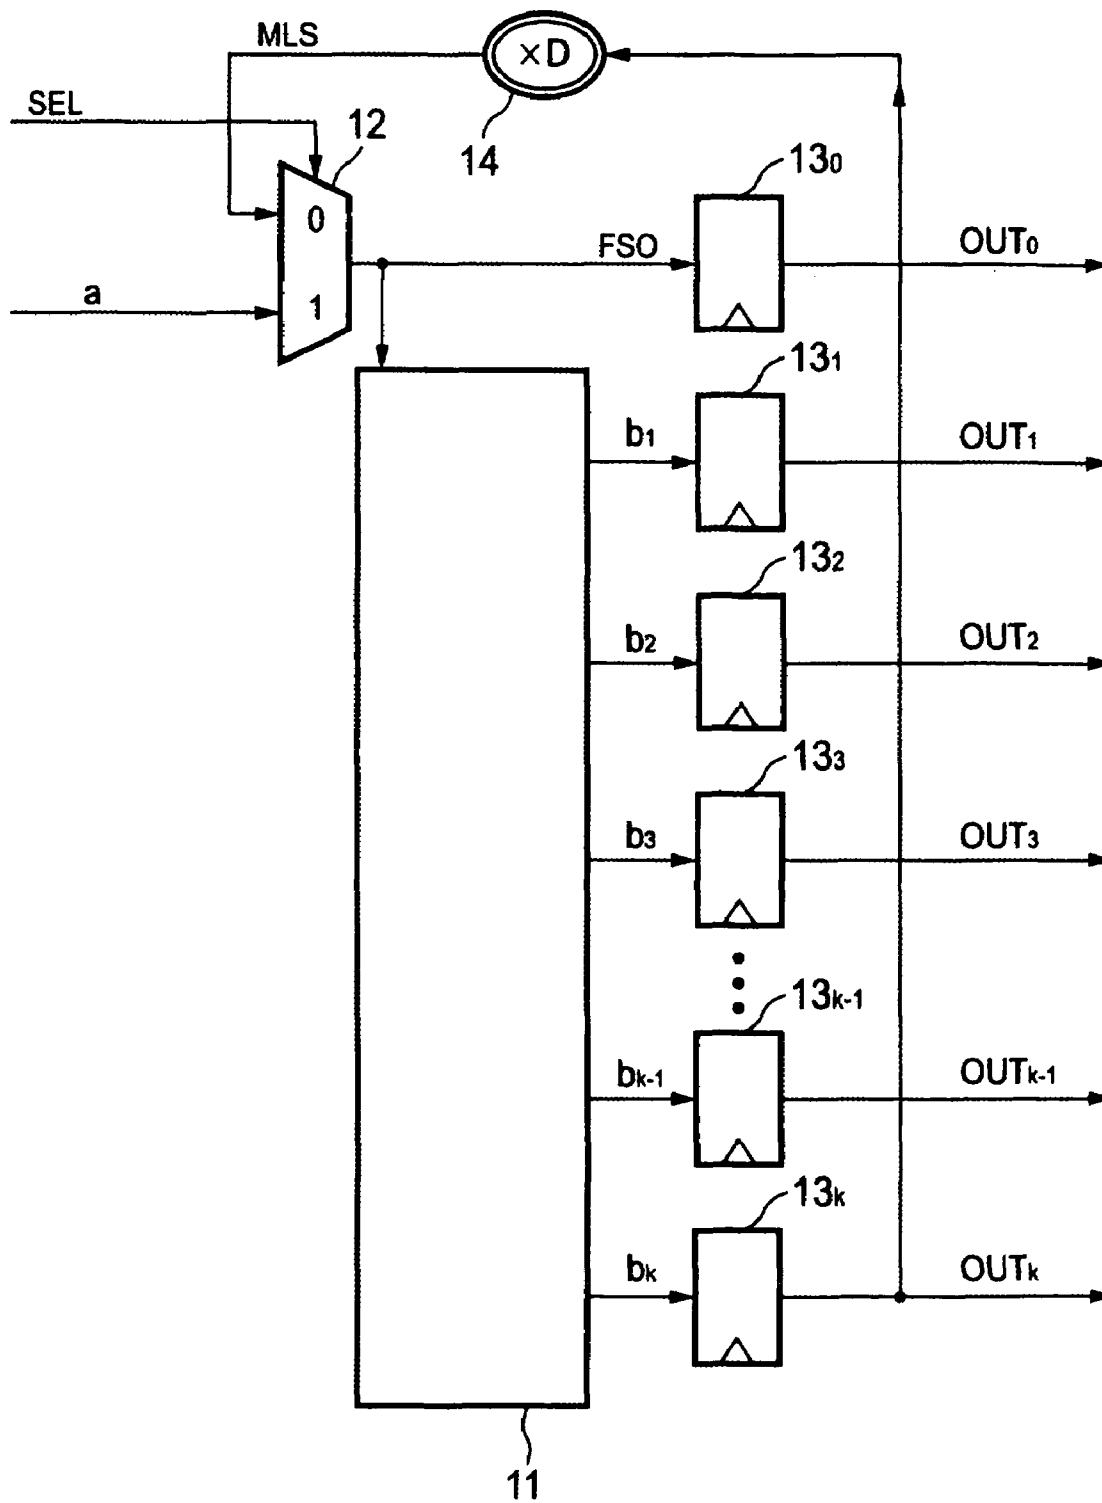 MLS
×D
SEL
12
14
13₀
0
FSO
OUT₀
a
1
13₁
b₁
OUT₁
13₂
b₂
OUT₂
13₃
b₃
OUT₃
13k-1
bk-1
OUTk-1
13k
bk
OUTk
11